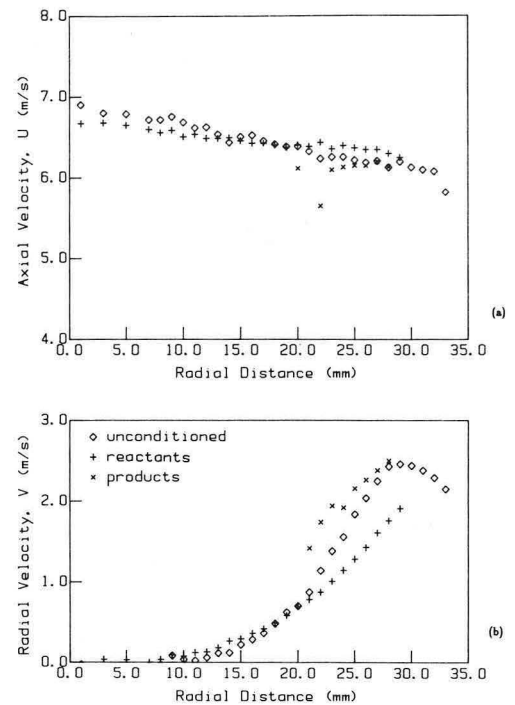 8.0
7.0
6.0
5.0
4.0
Axial Velocity, U (m/s)
0.0 5.0 10.0 15.0 20.0 25.0 30.0 35.0
Radial Distance (mm)
(a)
3.0
2.0
1.0
0.0
Radial Velocity, V (m/s)
◇ unconditioned
+ reactants
× products
0.0 5.0 10.0 15.0 20.0 25.0 30.0 35.0
Radial Distance (mm)
(b)